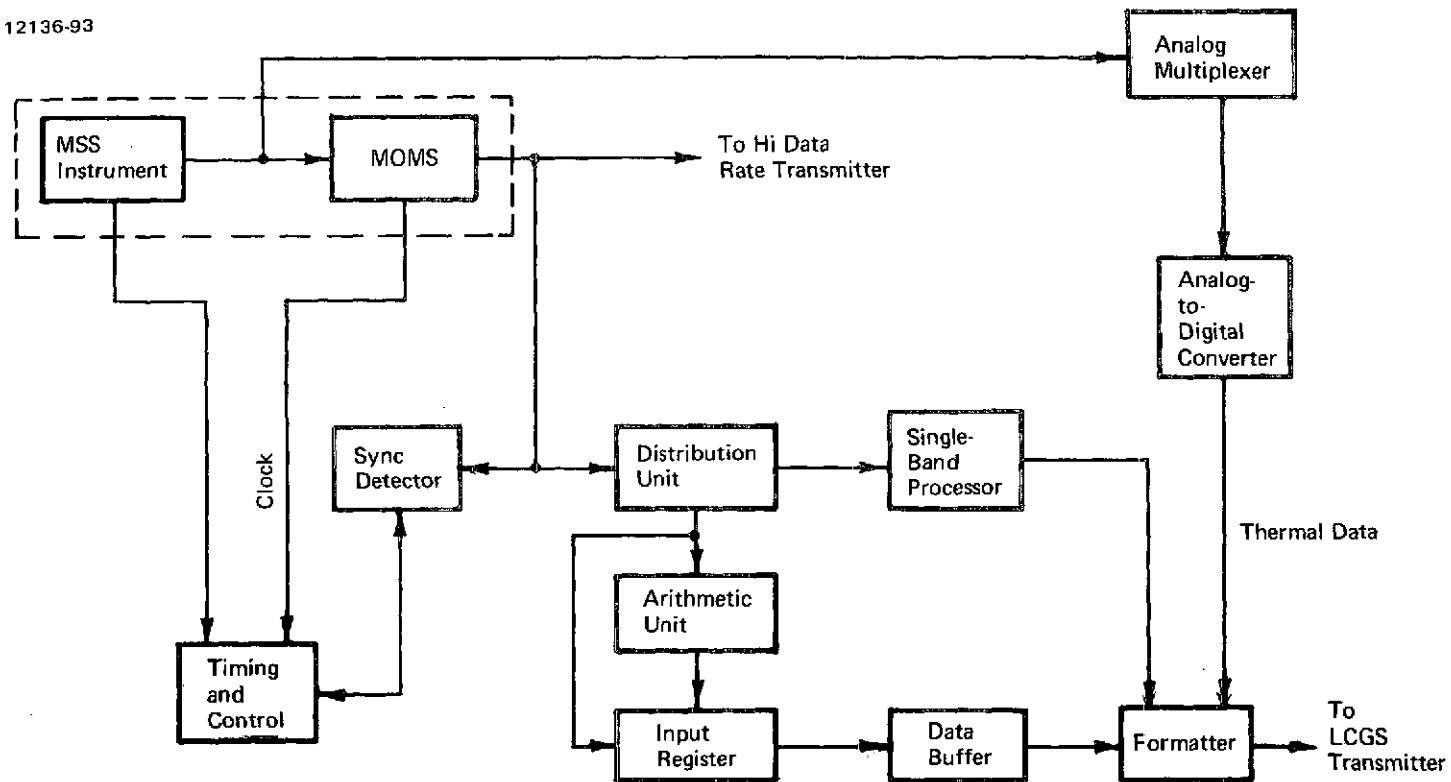 12136-93
Analog
Multiplexer
MSS
Instrument
MOMS
To Hi Data
Rate Transmitter
Analog-
to-
Digital
Converter
Clock
Sync
Detector
Distribution
Unit
Single-
Band
Processor
Thermal Data
Arithmetic
Unit
Timing
and
Control
Input
Register
Data
Buffer
Formatter
To
LCGS
Transmitter